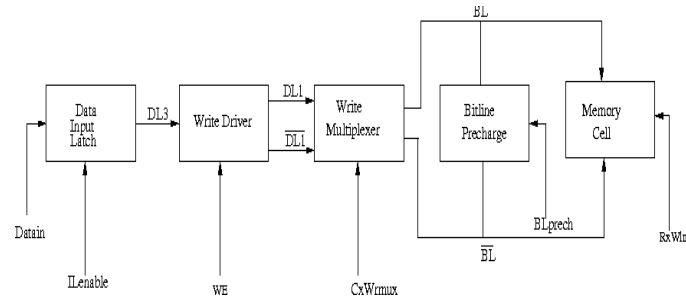 BL
Data
Input
Latch
DL3
Write Driver
DL1
DL1
Write
Multiplexer
Bitline
Precharge
Memory
Cell
Datain
ILenable
WE
CxWrmux
BL
BLprech